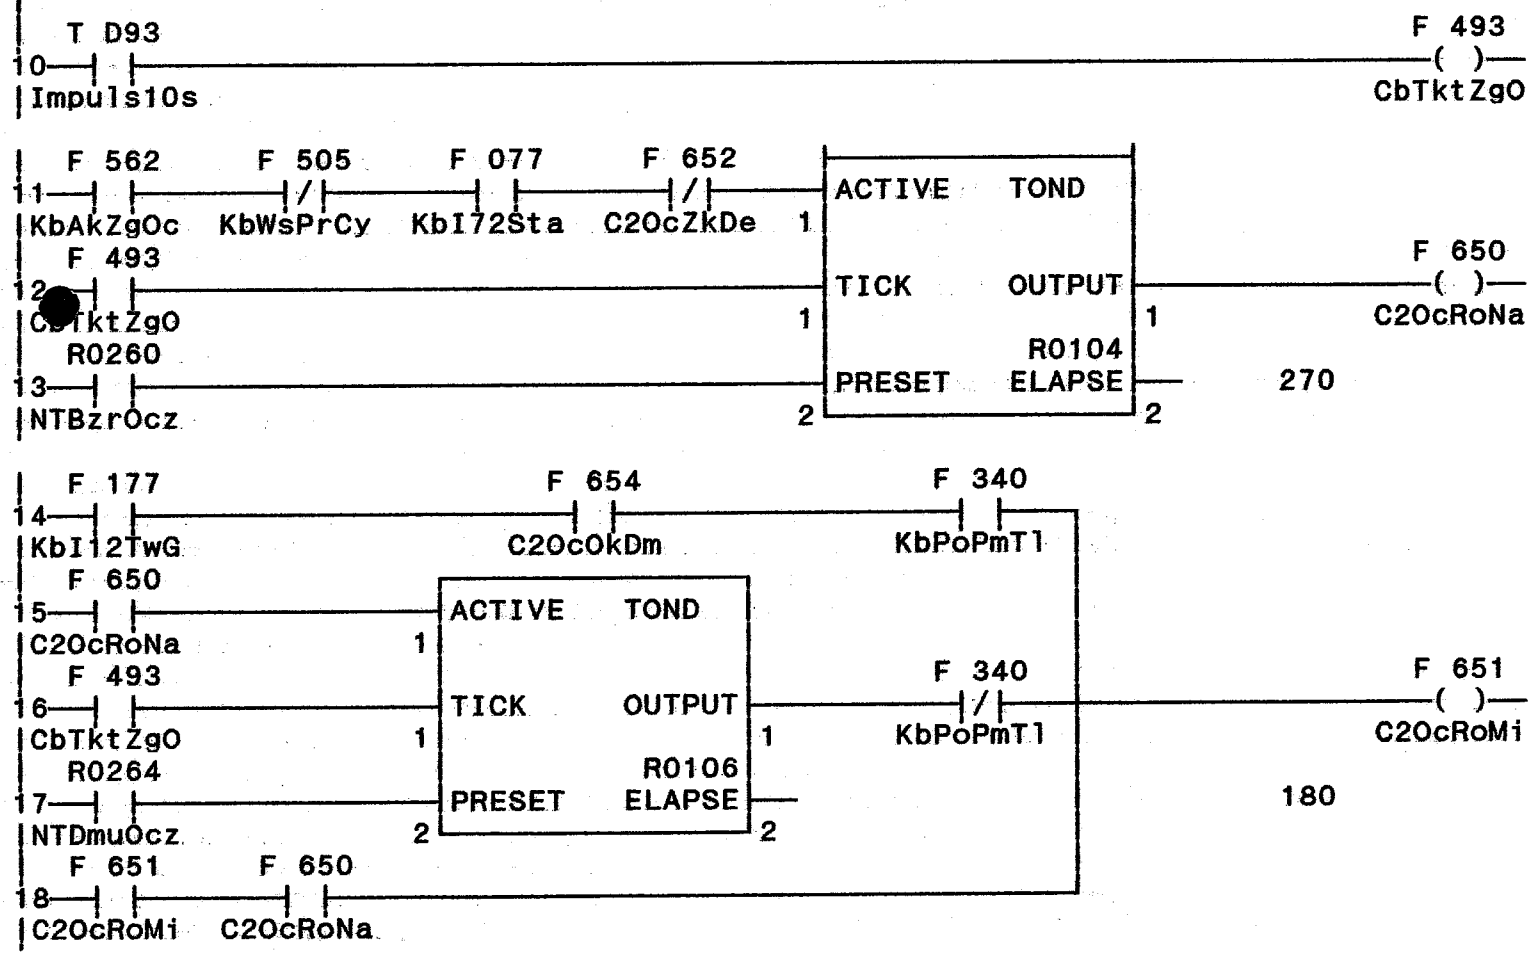 T D93 F 493
10 ( )
Impuls10s CbTktZgO
F 562 F 505 F 077 F 652
11 / / ACTIVE TOND
KbAkZgOc KbWsPrCy KbI72Sta C2OcZkDe 1
F 493 F 650
12 TICK OUTPUT ( )
CbTktZgO 1 1 C2OcRoNa
R0260 R0104
13 PRESET ELAPSE 270
NTBzrOcz 2 2
F 177 F 654 F 340
14
KbI12TwG C2OcOkDm KbPoPmTl
F 650
15 ACTIVE TOND
C2OcRoNa 1
F 493 F 340 F 651
16 TICK OUTPUT / ( )
CbTktZgO 1 1 KbPoPmTl C2OcRoMi
R0264 R0106
17 PRESET ELAPSE 180
NTDmuOcz 2 2
F 651 F 650
18
C2OcRoMi C2OcRoNa